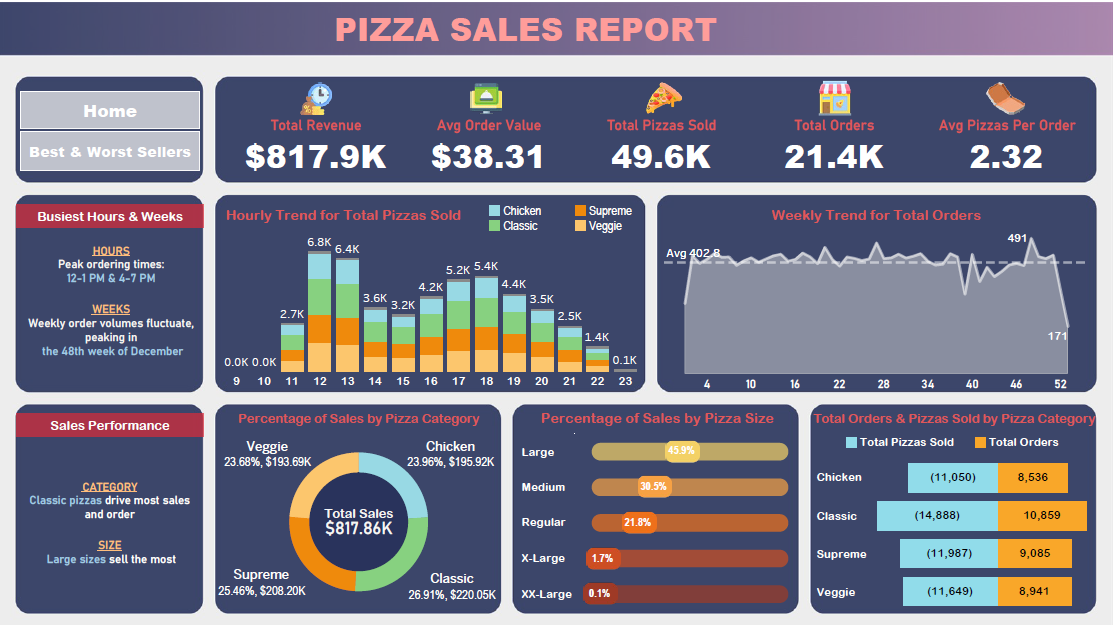 PIZZA SALES REPORT
Home
Best & Worst Sellers
Total Revenue
$817.9K
Avg Order Value
$38.31
Total Pizzas Sold
49.6K
Total Orders
21.4K
Avg Pizzas Per Order
2.32
Busiest Hours & Weeks
HOURS
Peak ordering times:
12-1 PM & 4-7 PM
WEEKS
Weekly order volumes fluctuate,
peaking in
the 48th week of December
Hourly Trend for Total Pizzas Sold
Chicken
Supreme
Classic
Veggie
0.0K
0.0K
2.7K
6.8K
6.4K
3.6K
3.2K
4.2K
5.2K
5.4K
4.4K
3.5K
2.5K
1.4K
0.1K
9 10 11 12 13 14 15 16 17 18 19 20 21 22 23
Weekly Trend for Total Orders
Avg 402.8
491
171
4 10 16 22 28 34 40 46 52
Sales Performance
CATEGORY
Classic pizzas drive most sales
and order
SIZE
Large sizes sell the most
Percentage of Sales by Pizza Category
Veggie
23.68%, $193.69K
Chicken
23.96%, $195.92K
Total Sales
$817.86K
Supreme
25.46%, $208.20K
Classic
26.91%, $220.05K
Percentage of Sales by Pizza Size
Large 45.9%
Medium 30.5%
Regular 21.8%
X-Large 1.7%
XX-Large 0.1%
Total Orders & Pizzas Sold by Pizza Category
Total Pizzas Sold
Total Orders
Chicken (11,050) 8,536
Classic (14,888) 10,859
Supreme (11,987) 9,085
Veggie (11,649) 8,941